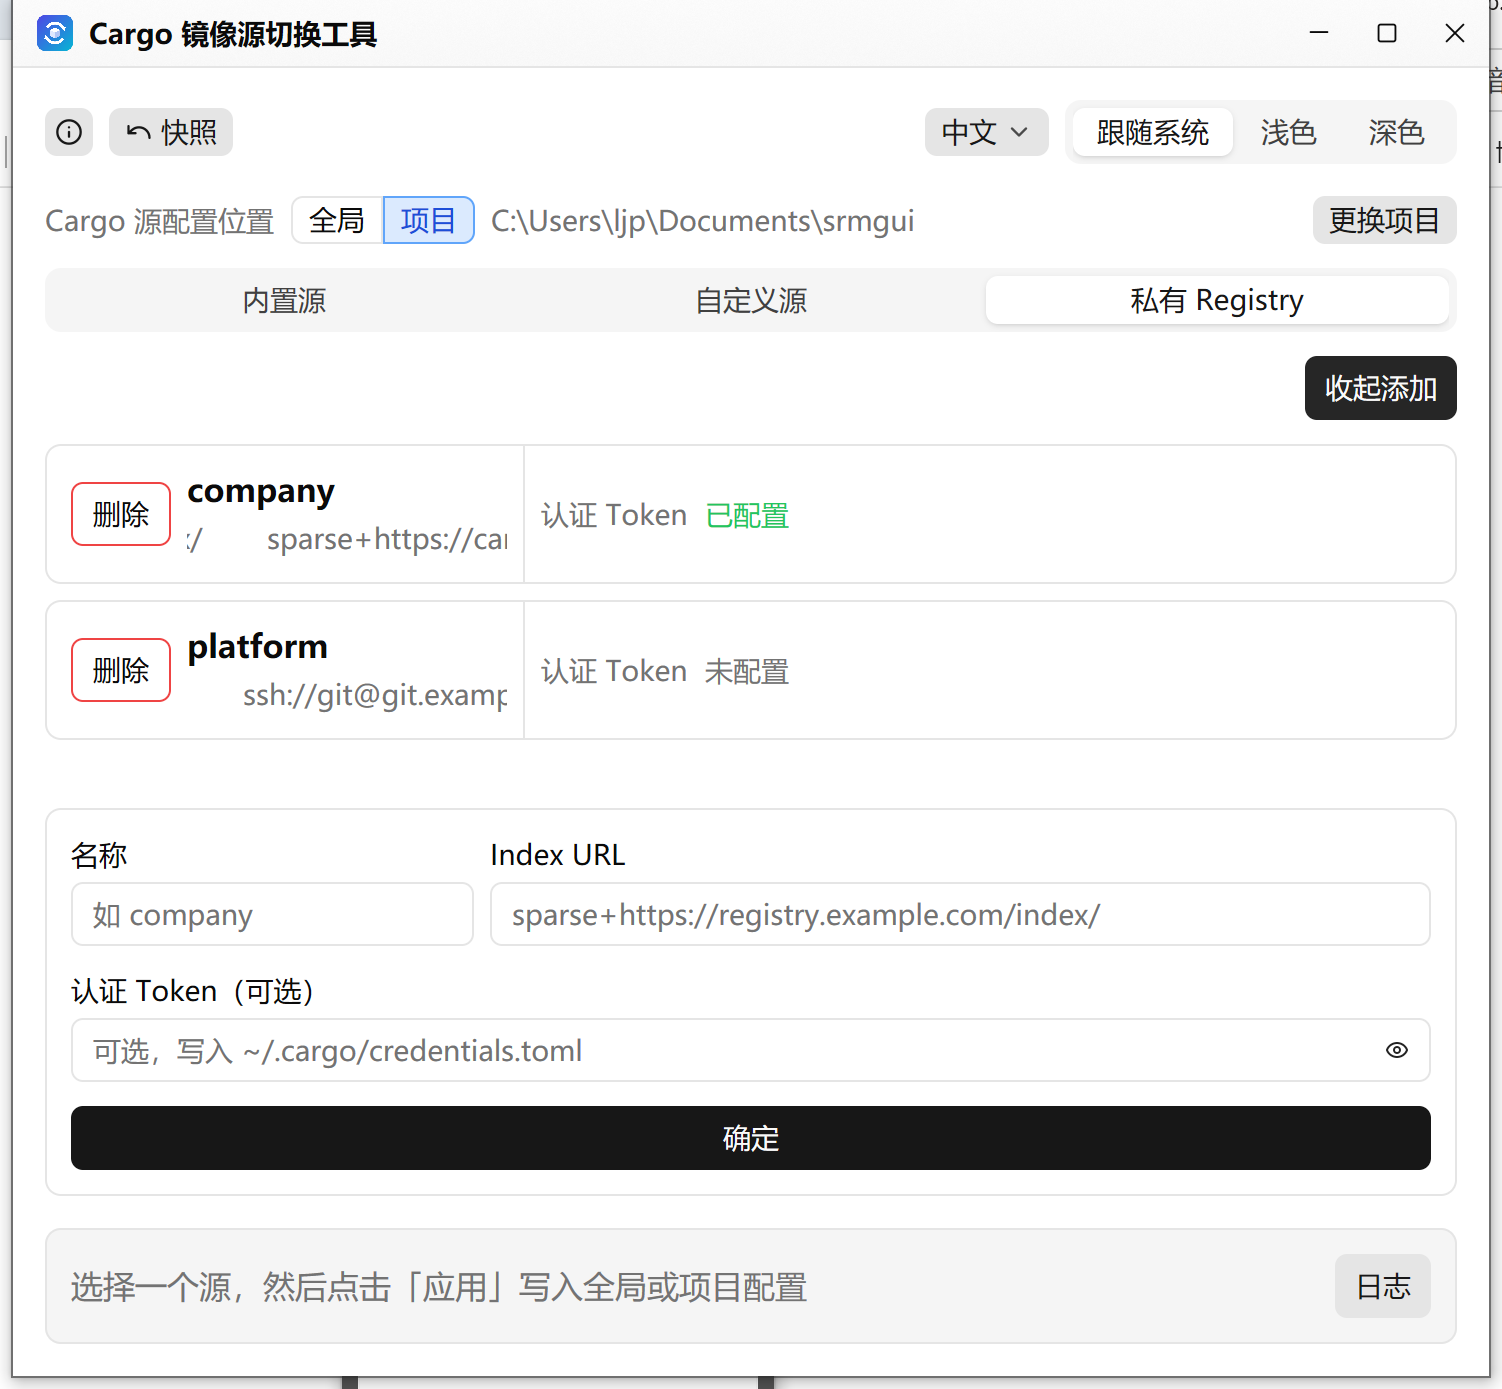 Cargo 镜像源切换工具
快照
中文
跟随系统 浅色 深色
Cargo 源配置位置 全局 项目 C:\Users\ljp\Documents\srmgui 更换项目
内置源 自定义源 私有 Registry
收起添加
删除 company
/ sparse+https://car
认证 Token 已配置
删除 platform
ssh://git@git.examp
认证 Token 未配置
名称 Index URL
如 company sparse+https://registry.example.com/index/
认证 Token（可选）
可选，写入 ~/.cargo/credentials.toml
确定
选择一个源，然后点击「应用」写入全局或项目配置 日志